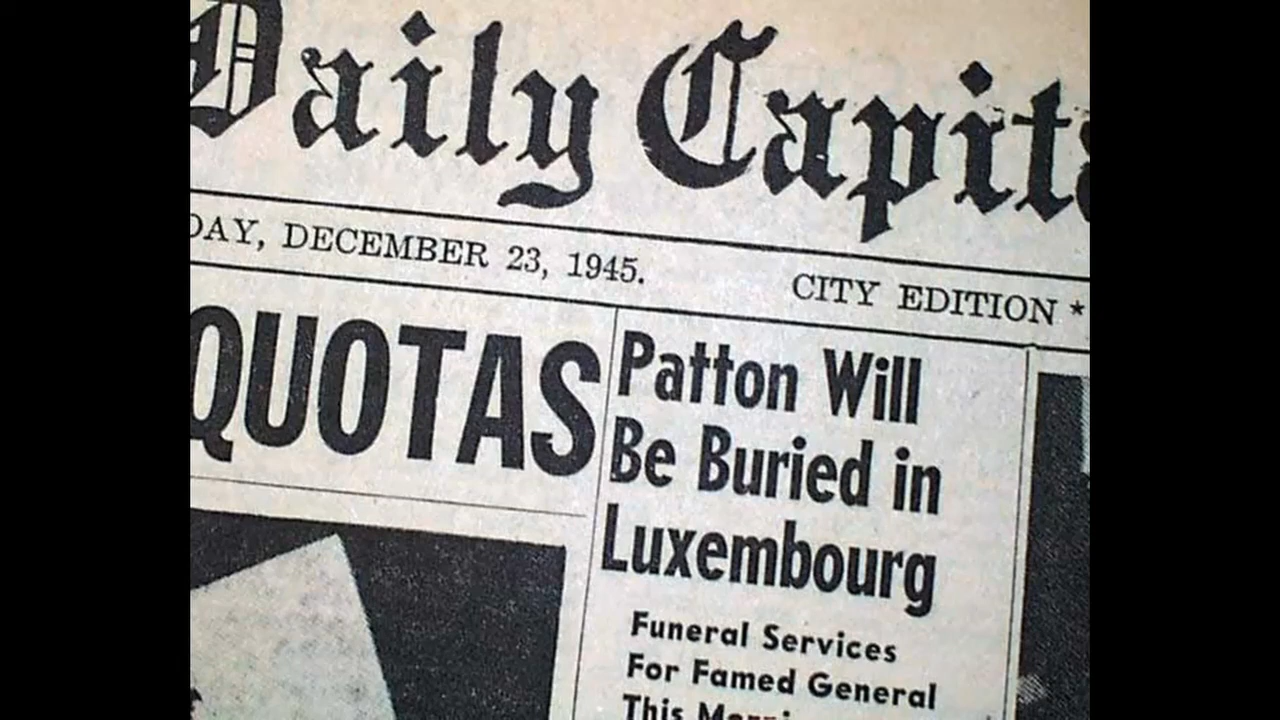 Daily Capit
DAY, DECEMBER 23, 1945.
CITY EDITION *
QUOTAS
Patton Will
Be Buried in
Luxembourg
Funeral Services
For Famed General
This